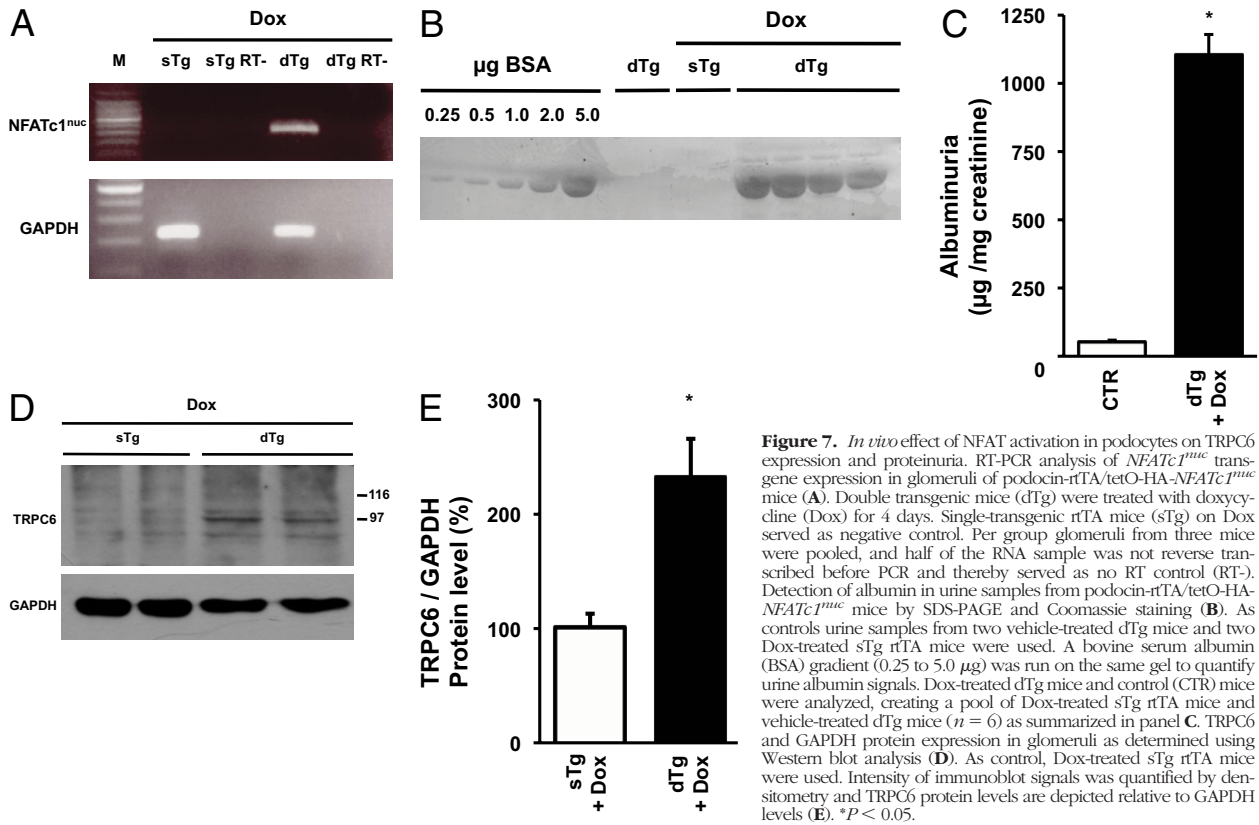 A
Dox
M sTg sTg RT- dTg dTg RT-
NFATc1nuc
GAPDH
B
Dox
µg BSA dTg sTg dTg
0.25 0.5 1.0 2.0 5.0
C
Albuminuria
(µg /mg creatinine)
1250
1000
750
500
250
0
*
CTR
dTg
+ Dox
D
Dox
sTg dTg
TRPC6
116
97
GAPDH
E
TRPC6 / GAPDH
Protein level (%)
300
200
100
0
*
sTg
+ Dox
dTg
+ Dox
Figure 7. In vivo effect of NFAT activation in podocytes on TRPC6
expression and proteinuria. RT-PCR analysis of NFATc1nuc trans-
gene expression in glomeruli of podocin-rtTA/tetO-HA-NFATc1nuc
mice (A). Double transgenic mice (dTg) were treated with doxycy-
cline (Dox) for 4 days. Single-transgenic rtTA mice (sTg) on Dox
served as negative control. Per group glomeruli from three mice
were pooled, and half of the RNA sample was not reverse tran-
scribed before PCR and thereby served as no RT control (RT-).
Detection of albumin in urine samples from podocin-rtTA/tetO-HA-
NFATc1nuc mice by SDS-PAGE and Coomassie staining (B). As
controls urine samples from two vehicle-treated dTg mice and two
Dox-treated sTg rtTA mice were used. A bovine serum albumin
(BSA) gradient (0.25 to 5.0 µg) was run on the same gel to quantify
urine albumin signals. Dox-treated dTg mice and control (CTR) mice
were analyzed, creating a pool of Dox-treated sTg rtTA mice and
vehicle-treated dTg mice (n = 6) as summarized in panel C. TRPC6
and GAPDH protein expression in glomeruli as determined using
Western blot analysis (D). As control, Dox-treated sTg rtTA mice
were used. Intensity of immunoblot signals was quantified by den-
sitometry and TRPC6 protein levels are depicted relative to GAPDH
levels (E). *P < 0.05.